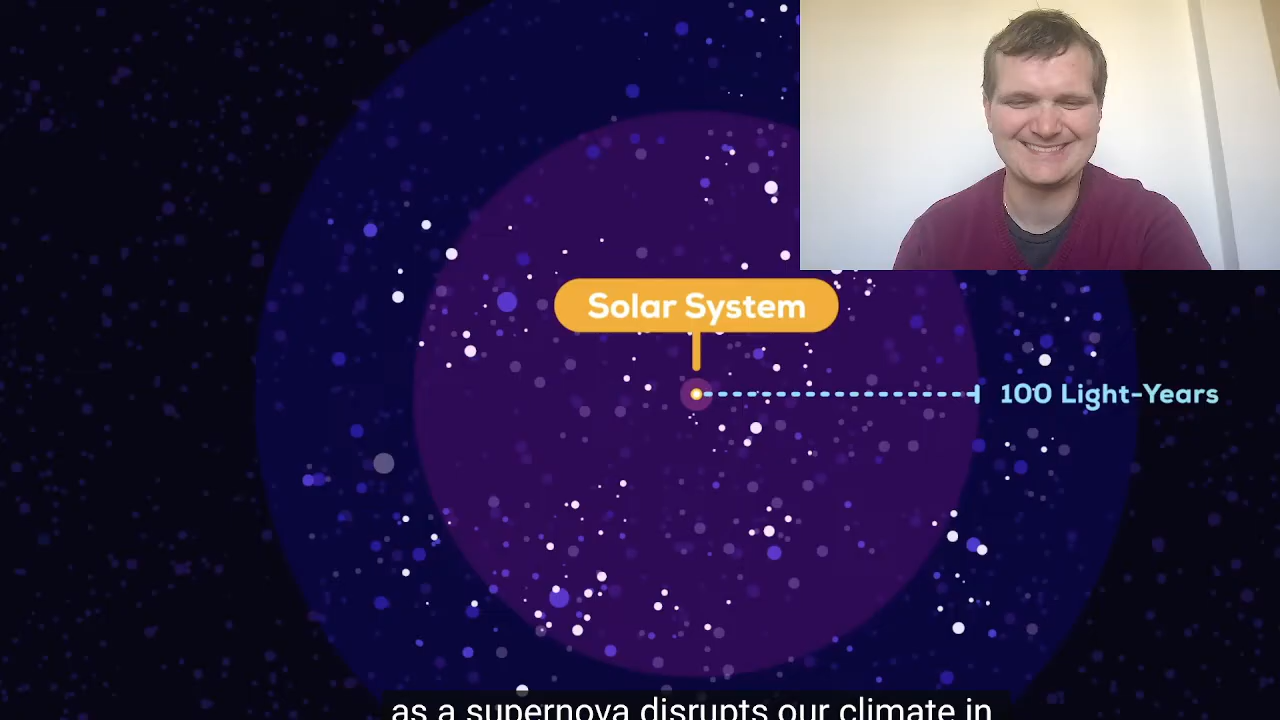 Solar System
100 Light-Years
as a supernova disrupts our climate in